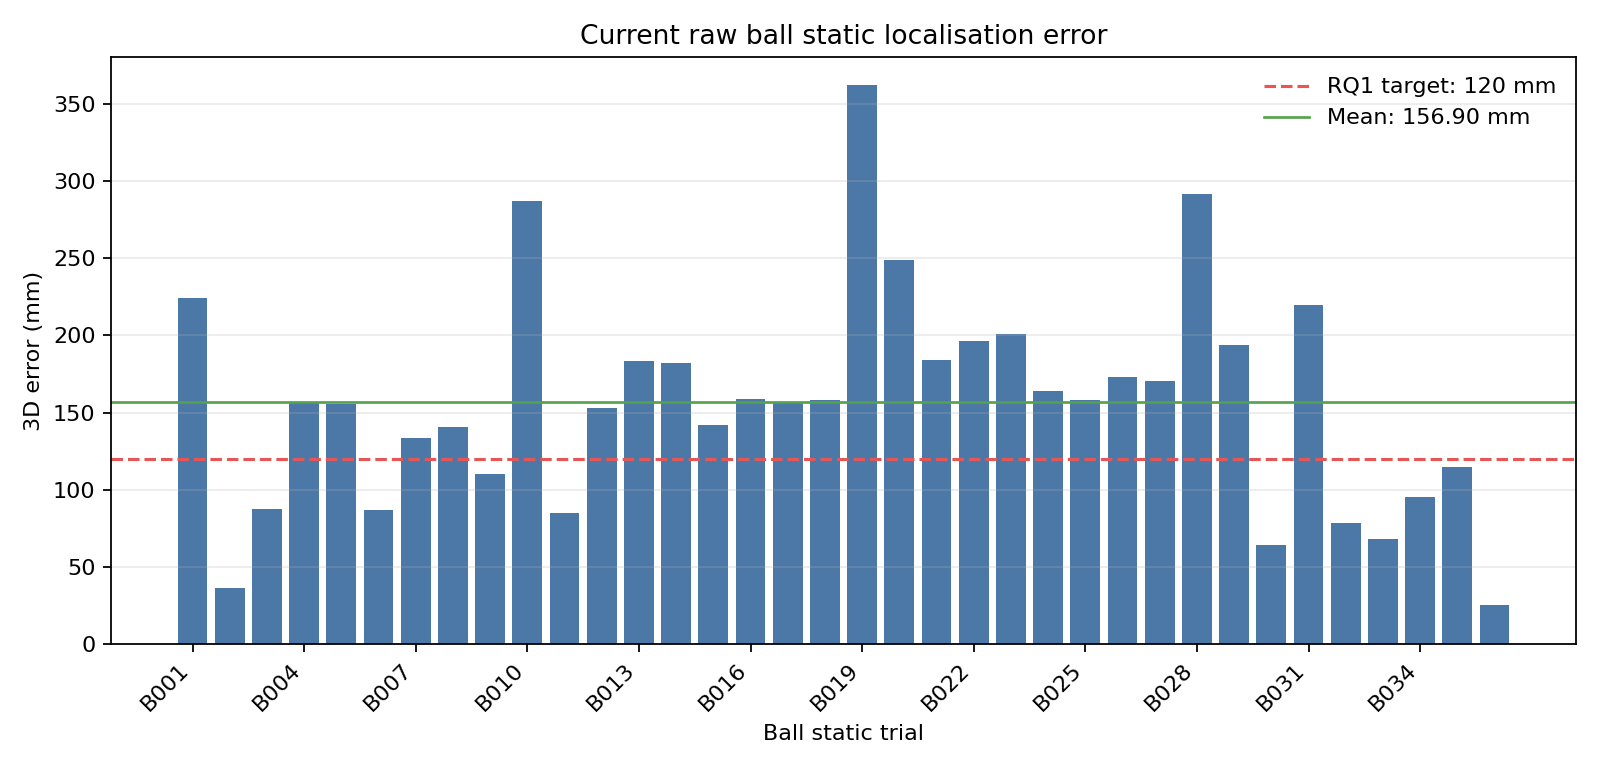 Current raw ball static localisation error
RQ1 target: 120 mm
Mean: 156.90 mm
3D error (mm)
350
300
250
200
150
100
50
0
B001
B004
B007
B010
B013
B016
B019
B022
B025
B028
B031
B034
Ball static trial